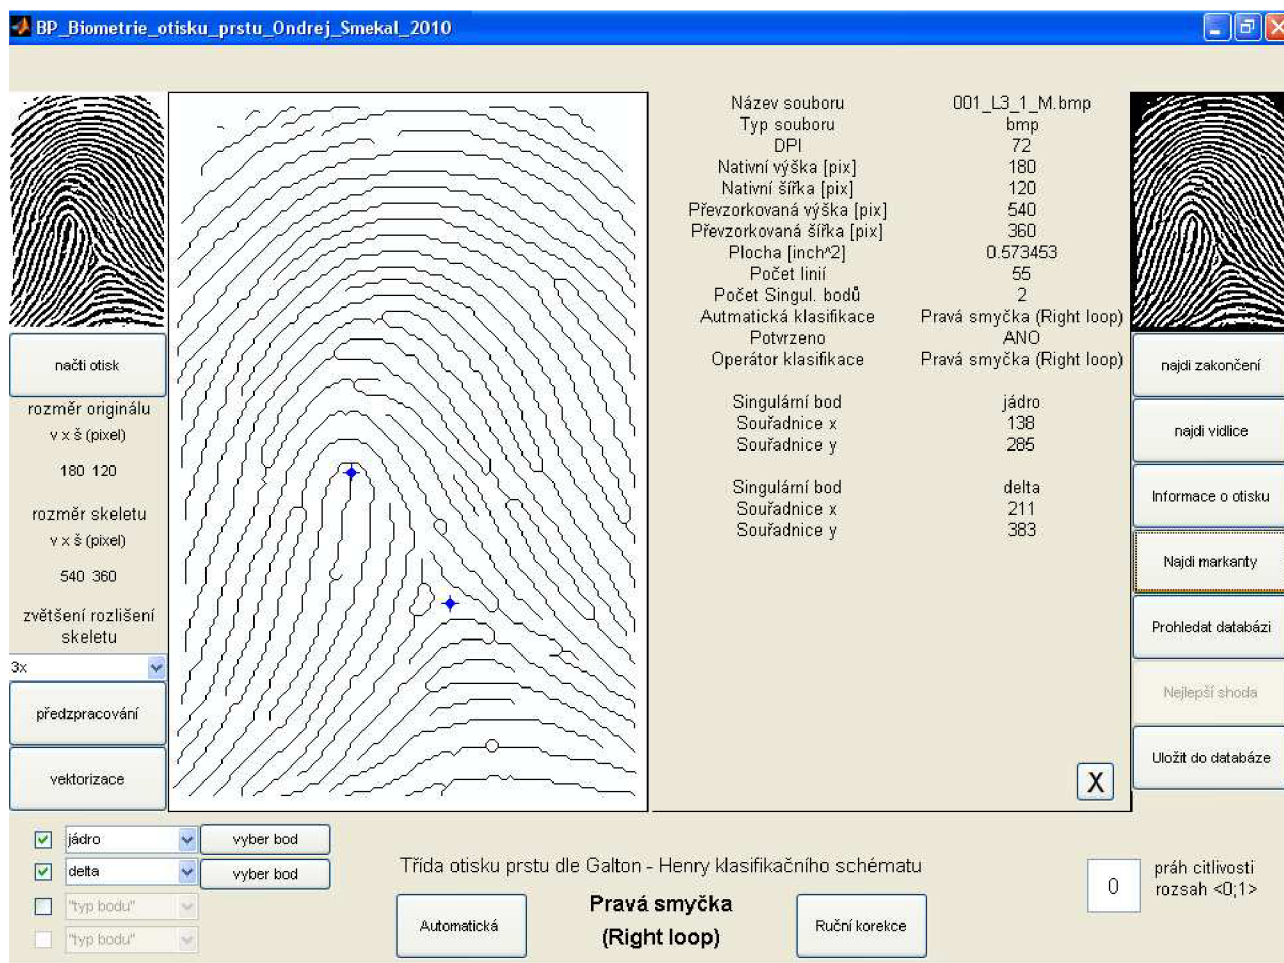 BP_Biometrie_otisku_prstu_Ondrej_Smekal_2010
načti otisk
rozměr originálu
v x š (pixel)
180 120
rozměr skeletu
v x š (pixel)
540 360
zvětšení rozlišení
skeletu
3x
předzpracování
vektorizace
Název souboru 001_L3_1_M.bmp
Typ souboru bmp
DPI 72
Nativní výška [pix] 180
Nativní šířka [pix] 120
Převzorkovaná výška [pix] 540
Převzorkovaná šířka [pix] 360
Plocha [inch^2] 0.573453
Počet linií 55
Počet Singul. bodů 2
Autmatická klasifikace Pravá smyčka (Right loop)
Potvrzeno ANO
Operátor klasifikace Pravá smyčka (Right loop)
Singulární bod jádro
Souřadnice x 138
Souřadnice y 285
Singulární bod delta
Souřadnice x 211
Souřadnice y 383
X
najdi zakončení
najdi vidlice
Informace o otisku
Najdi markanty
Prohledat databázi
Nejlepší shoda
Uložit do databáze
jádro vyber bod
delta vyber bod
"typ bodu"
"typ bodu"
Třída otisku prstu dle Galton - Henry klasifikačního schématu
Automatická
Pravá smyčka
(Right loop)
Ruční korekce
0
práh citlivosti
rozsah <0;1>